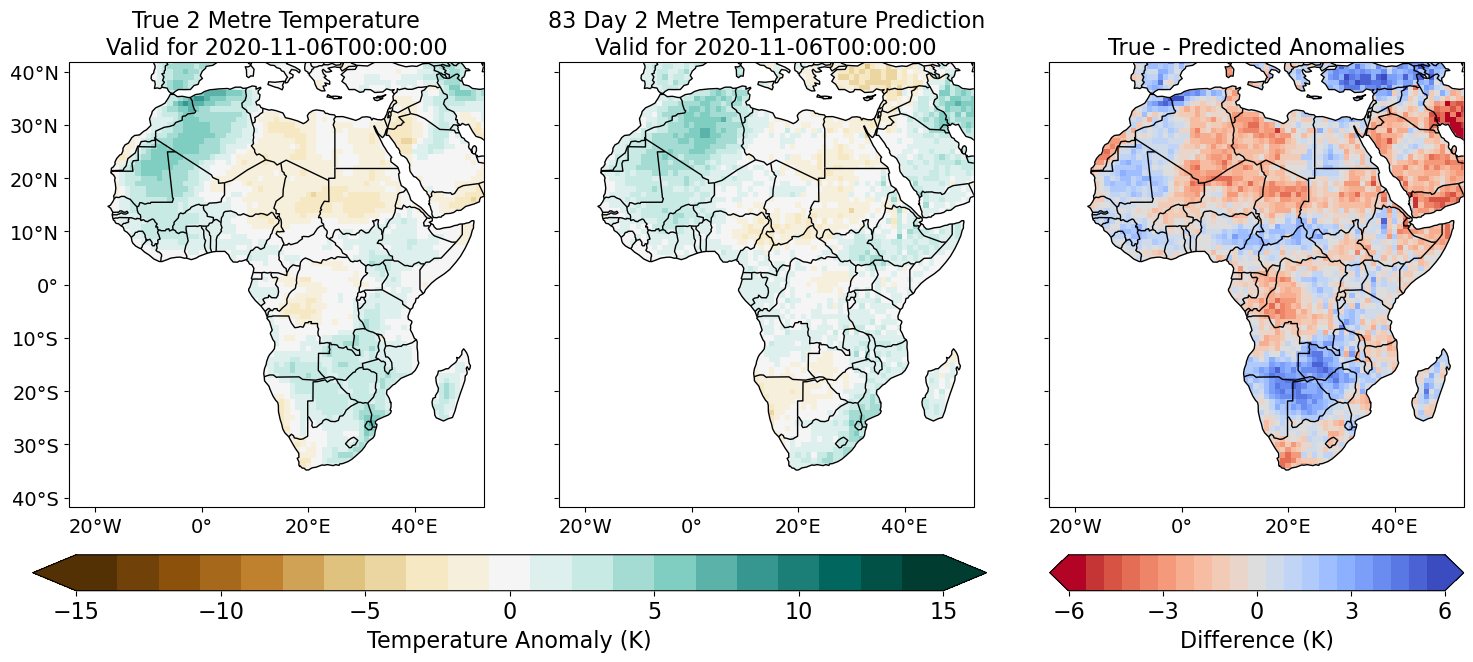 True 2 Metre Temperature
Valid for 2020-11-06T00:00:00
83 Day 2 Metre Temperature Prediction
Valid for 2020-11-06T00:00:00
True - Predicted Anomalies
40°N
30°N
20°N
10°N
0°
10°S
20°S
30°S
40°S
20°W 0° 20°E 40°E
20°W 0° 20°E 40°E
20°W 0° 20°E 40°E
−15 −10 −5 0 5 10 15
Temperature Anomaly (K)
−6 −3 0 3 6
Difference (K)